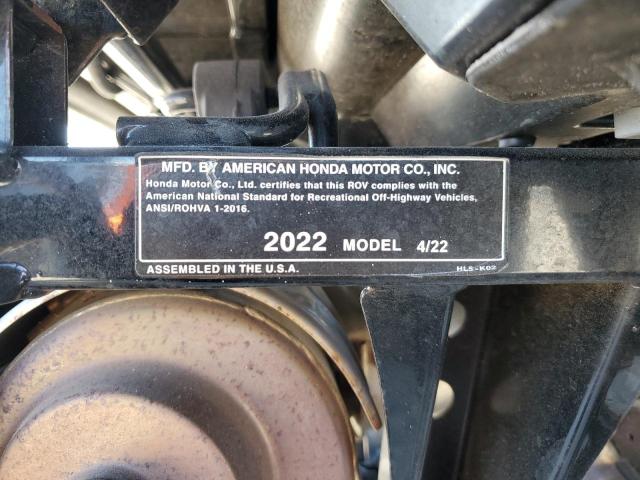 MFD. BY AMERICAN HONDA MOTOR CO., INC.
Honda Motor Co., Ltd. certifies that this ROV complies with the
American National Standard for Recreational Off-Highway Vehicles,
ANSI/ROHVA 1-2016.
2022 MODEL 4/22
ASSEMBLED IN THE U.S.A. HL5-K02